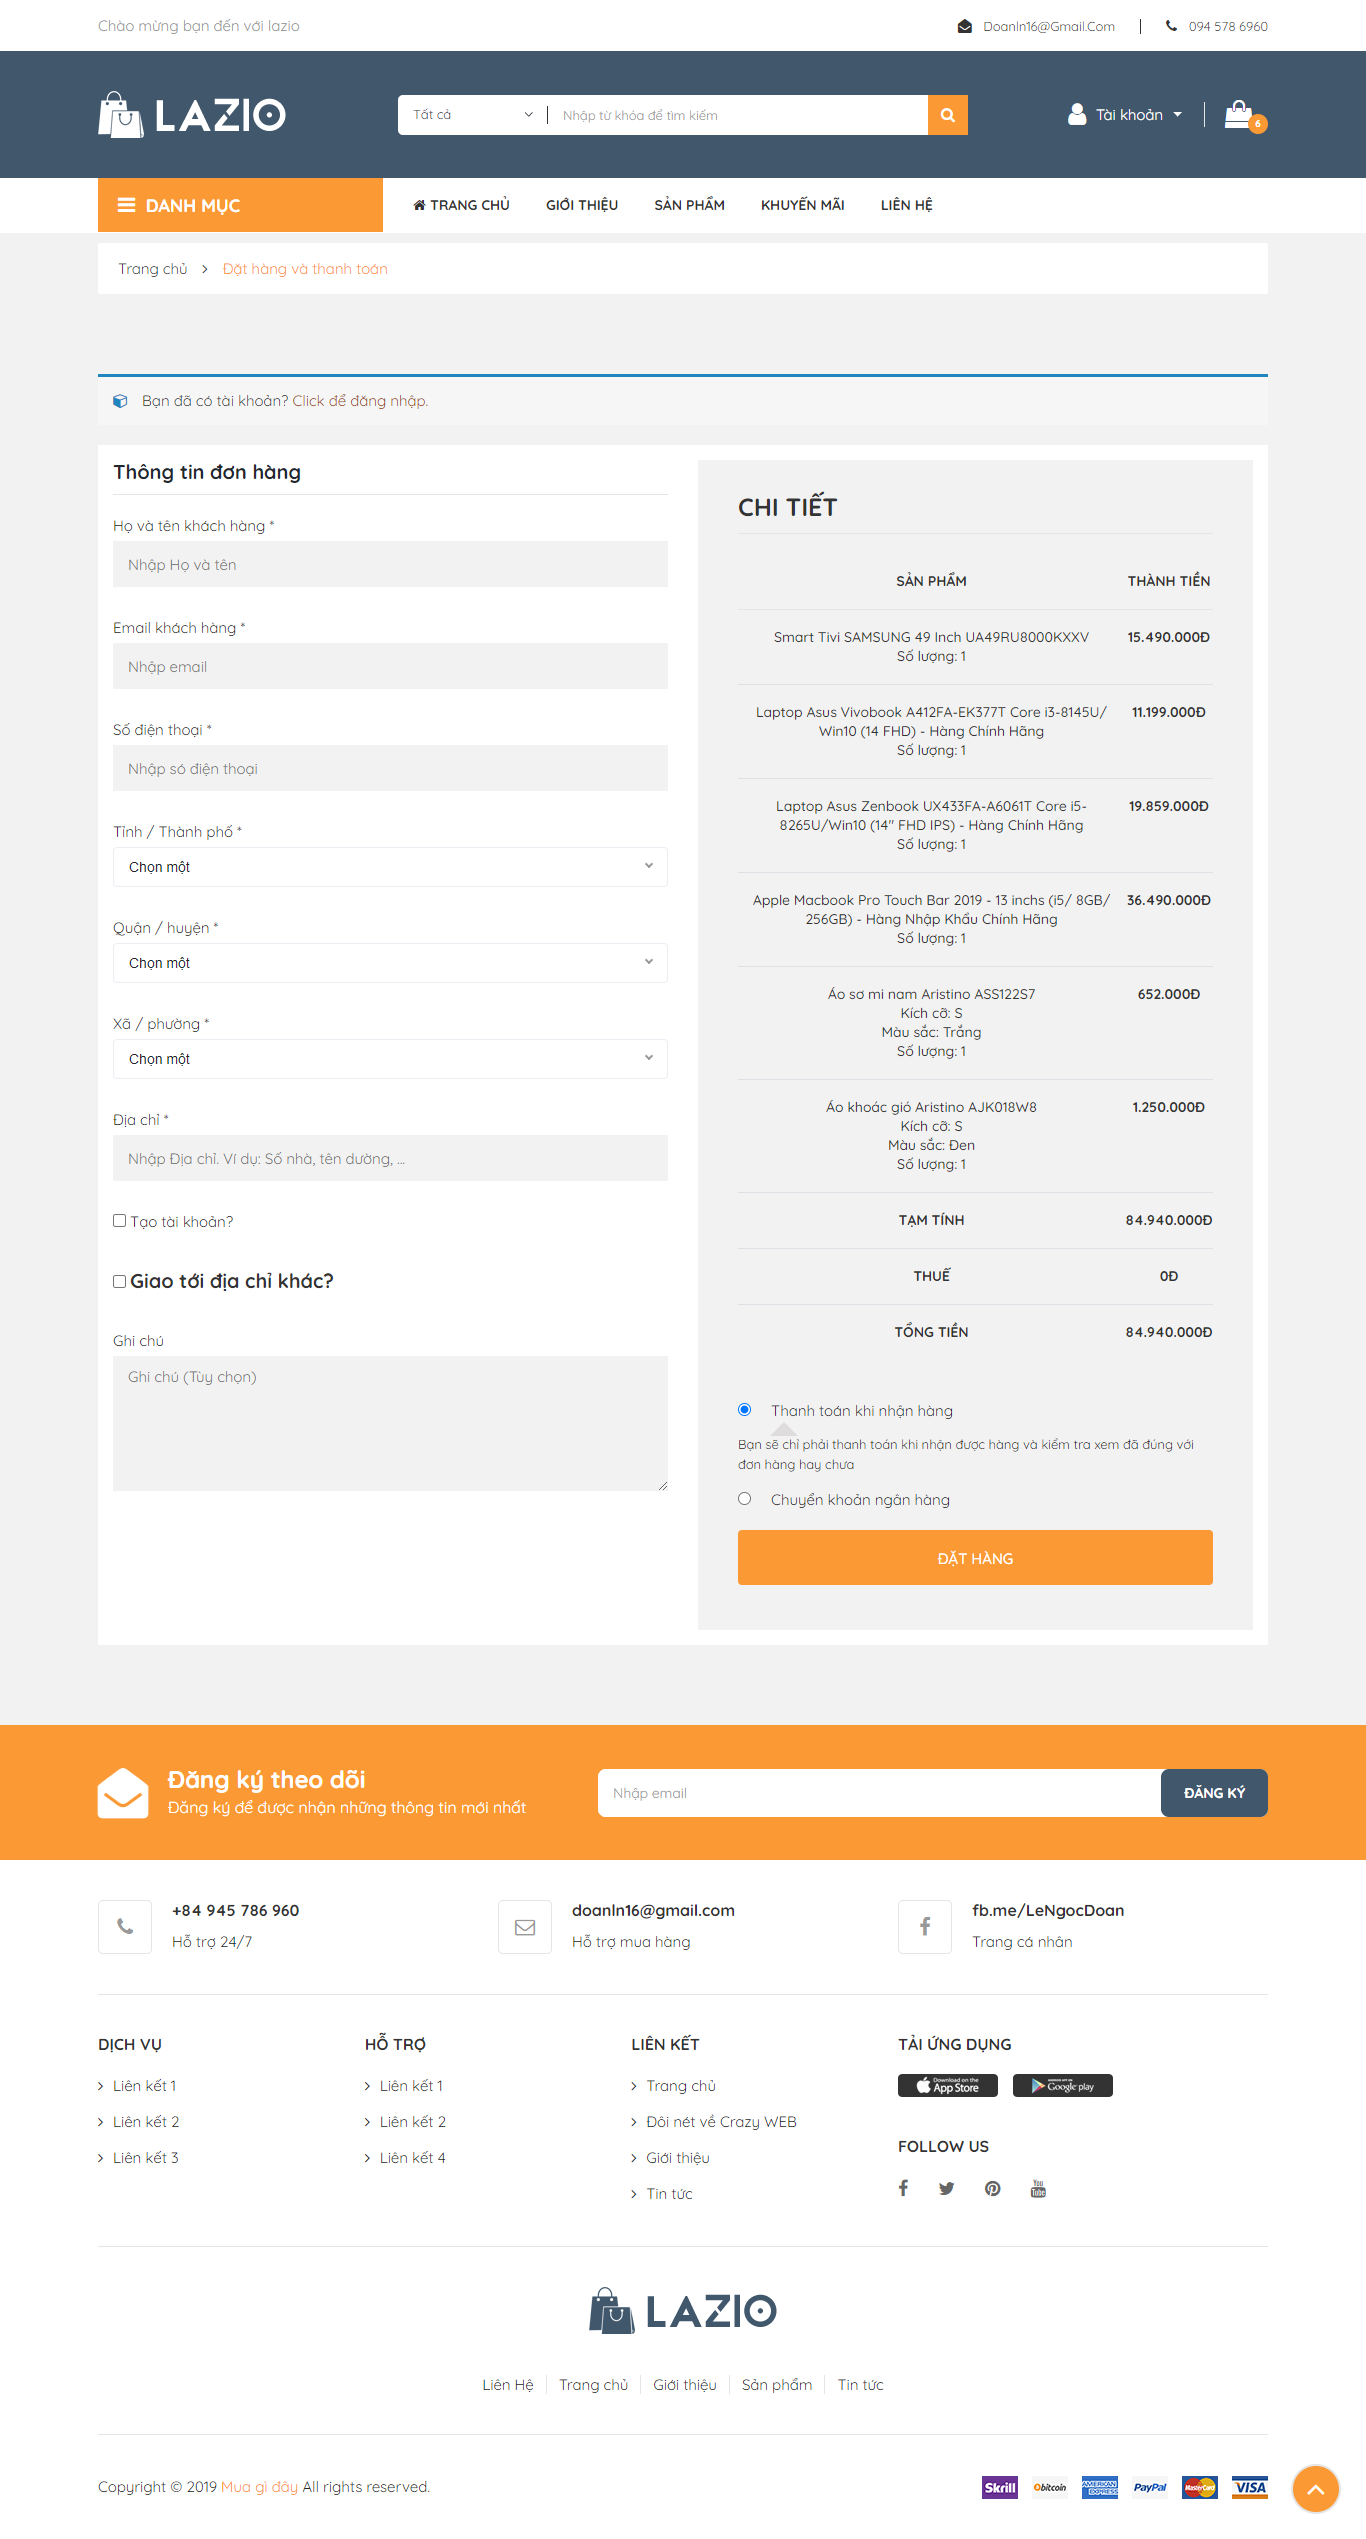 Chào mừng bạn đến với lazio
Doanln16@Gmail.Com
094 578 6960
LAZIO
Tất cả
Nhập từ khóa để tìm kiếm
Tài khoản
6
DANH MỤC
TRANG CHỦ
GIỚI THIỆU
SẢN PHẨM
KHUYẾN MÃI
LIÊN HỆ
Trang chủ
Đặt hàng và thanh toán
Bạn đã có tài khoản? Click để đăng nhập.
Thông tin đơn hàng
Họ và tên khách hàng *
Nhập Họ và tên
Email khách hàng *
Nhập email
Số điện thoại *
Nhập só điện thoại
Tỉnh / Thành phố *
Chọn một
Quận / huyện *
Chọn một
Xã / phường *
Chọn một
Địa chỉ *
Nhập Địa chỉ. Ví dụ: Số nhà, tên dường, ...
Tạo tài khoản?
Giao tới địa chỉ khác?
Ghi chú
Ghi chú (Tùy chọn)
CHI TIẾT
SẢN PHẨM THÀNH TIỀN
Smart Tivi SAMSUNG 49 Inch UA49RU8000KXXV 15.490.000Đ
Số lượng: 1
Laptop Asus Vivobook A412FA-EK377T Core i3-8145U/ 11.199.000Đ
Win10 (14 FHD) - Hàng Chính Hãng
Số lượng: 1
Laptop Asus Zenbook UX433FA-A6061T Core i5- 19.859.000Đ
8265U/Win10 (14" FHD IPS) - Hàng Chính Hãng
Số lượng: 1
Apple Macbook Pro Touch Bar 2019 - 13 inchs (i5/ 8GB/ 36.490.000Đ
256GB) - Hàng Nhập Khẩu Chính Hãng
Số lượng: 1
Áo sơ mi nam Aristino ASS122S7 652.000Đ
Kích cỡ: S
Màu sắc: Trắng
Số lượng: 1
Áo khoác gió Aristino AJK018W8 1.250.000Đ
Kích cỡ: S
Màu sắc: Đen
Số lượng: 1
TẠM TÍNH 84.940.000Đ
THUẾ 0Đ
TỔNG TIỀN 84.940.000Đ
Thanh toán khi nhận hàng
Bạn sẽ chỉ phải thanh toán khi nhận được hàng và kiểm tra xem đã đúng với
đơn hàng hay chưa
Chuyển khoản ngân hàng
ĐẶT HÀNG
Đăng ký theo dõi
Đăng ký để được nhận những thông tin mới nhất
Nhập email
ĐĂNG KÝ
+84 945 786 960
Hỗ trợ 24/7
doanln16@gmail.com
Hỗ trợ mua hàng
fb.me/LeNgocDoan
Trang cá nhân
DỊCH VỤ
Liên kết 1
Liên kết 2
Liên kết 3
HỖ TRỢ
Liên kết 1
Liên kết 2
Liên kết 4
LIÊN KẾT
Trang chủ
Đôi nét về Crazy WEB
Giới thiệu
Tin tức
TẢI ỨNG DỤNG
Download on the
App Store
ANDROID APP ON
Google play
FOLLOW US
You
Tube
LAZIO
Liên Hệ
Trang chủ
Giới thiệu
Sản phẩm
Tin tức
Copyright © 2019 Mua gì đây All rights reserved.
Skrill
bitcoin
AMERICAN
EXPRESS
PayPal
MasterCard
VISA